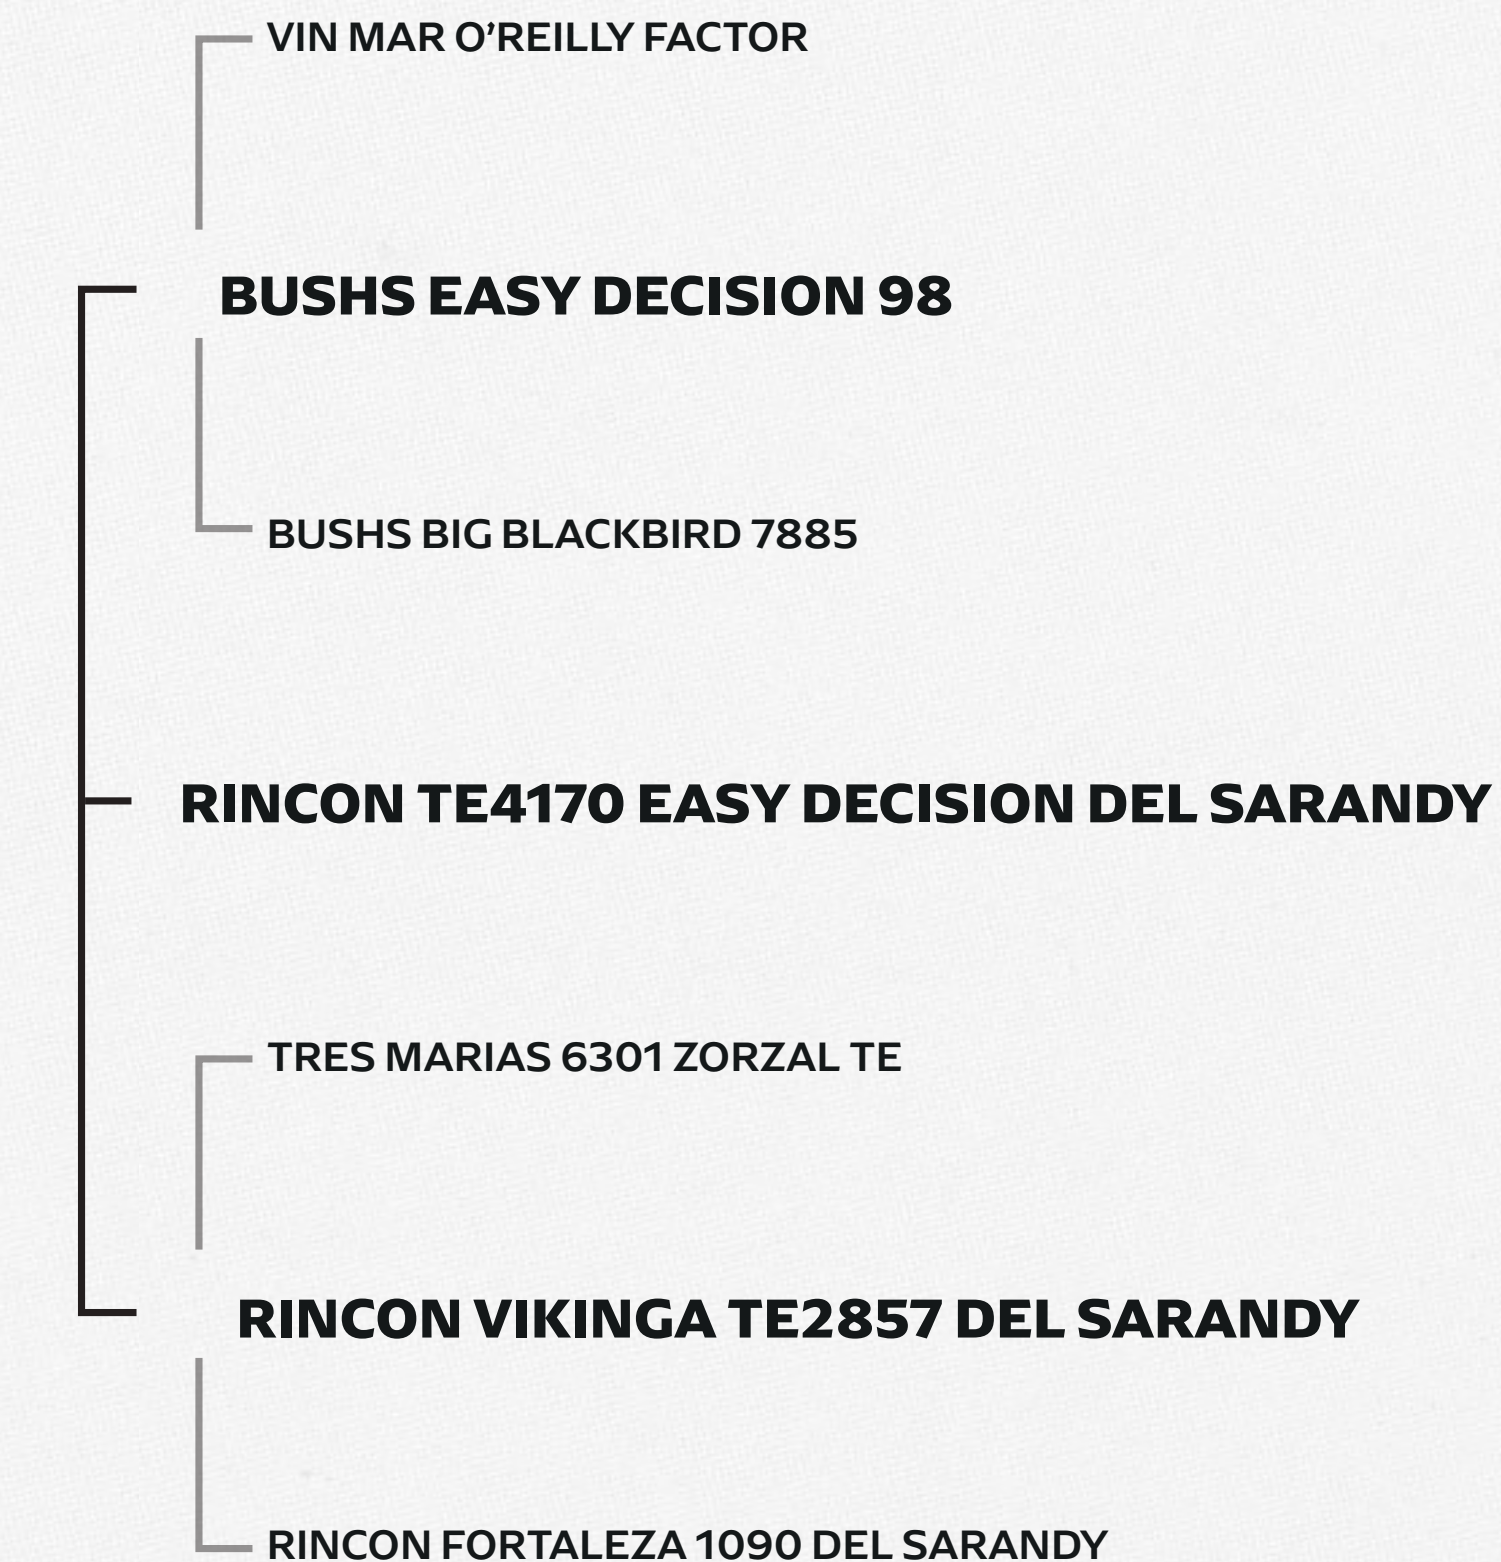 VIN MAR O’REILLY FACTOR
BUSHS EASY DECISION 98
BUSHS BIG BLACKBIRD 7885
RINCON TE4170 EASY DECISION DEL SARANDY
TRES MARIAS 6301 ZORZAL TE
RINCON VIKINGA TE2857 DEL SARANDY
RINCON FORTALEZA 1090 DEL SARANDY